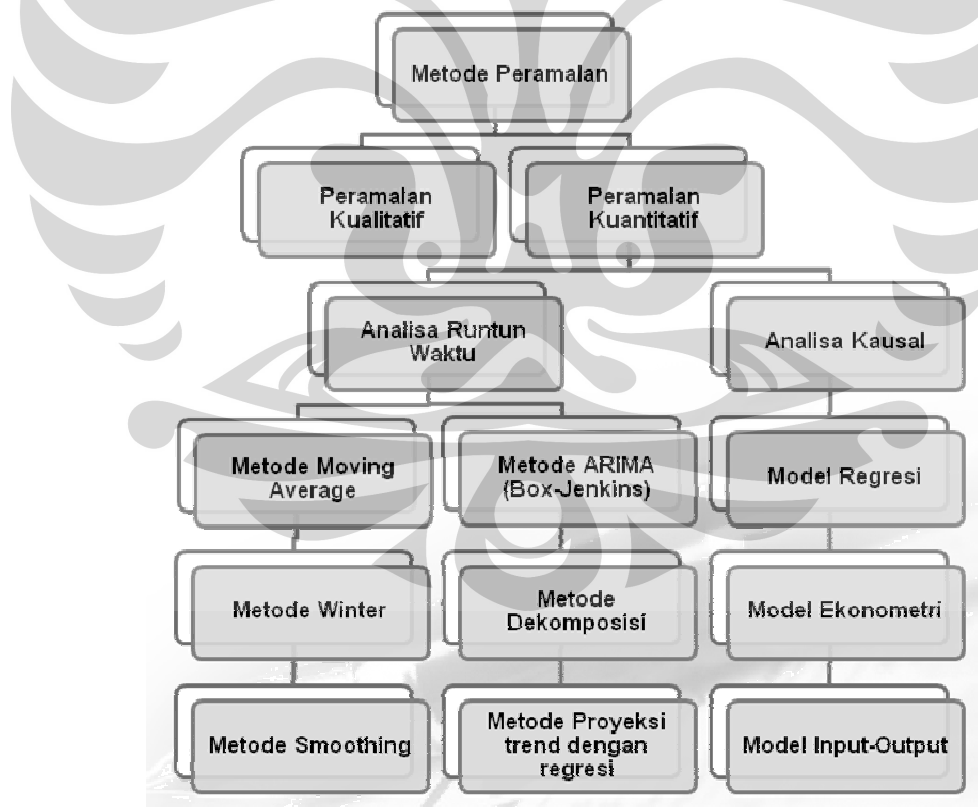 Metode Peramalan
Peramalan
Kualitatif
Peramalan
Kuantitatif
Analisa Runtun
Waktu
Analisa Kausal
Metode Moving
Average
Metode ARIMA
(Box-Jenkins)
Model Regresi
Metode Winter
Metode
Dekomposisi
Model Ekonometri
Metode Smoothing
Metode Proyeksi
trend dengan
regresi
Model Input-Output